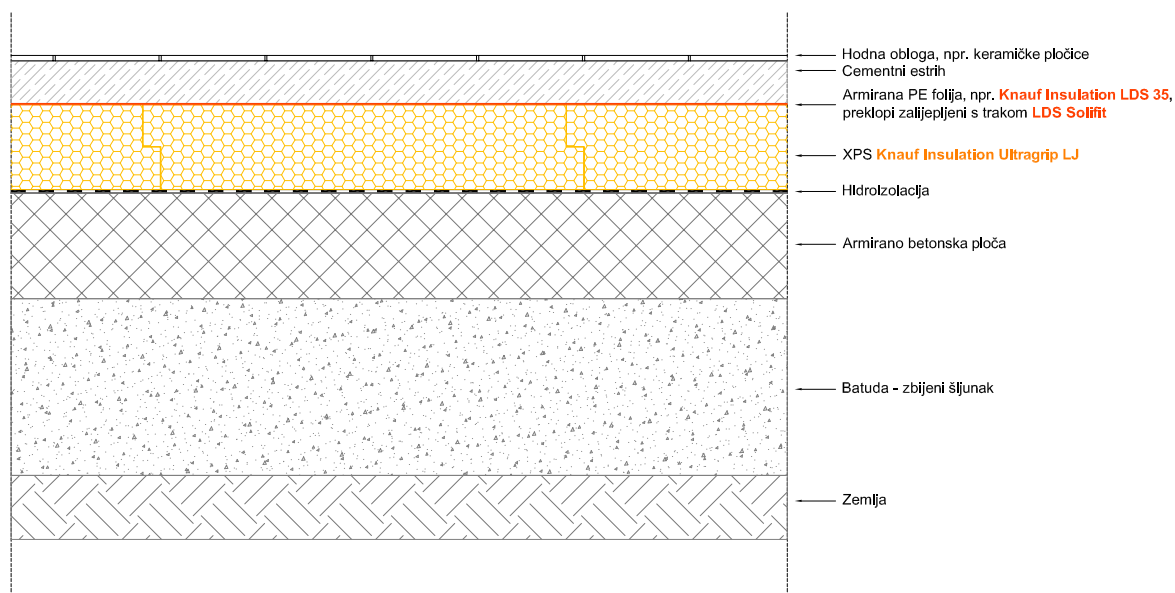 Hodna obloga, npr. keramičke pločice
Cementni estrih
Armirana PE folija, npr. Knauf Insulation LDS 35,
preklopi zalijepljeni s trakom LDS Solifit
XPS Knauf Insulation Ultragrip LJ
Hidroizolacija
Armirano betonska ploča
Batuda - zbijeni šljunak
Zemlja